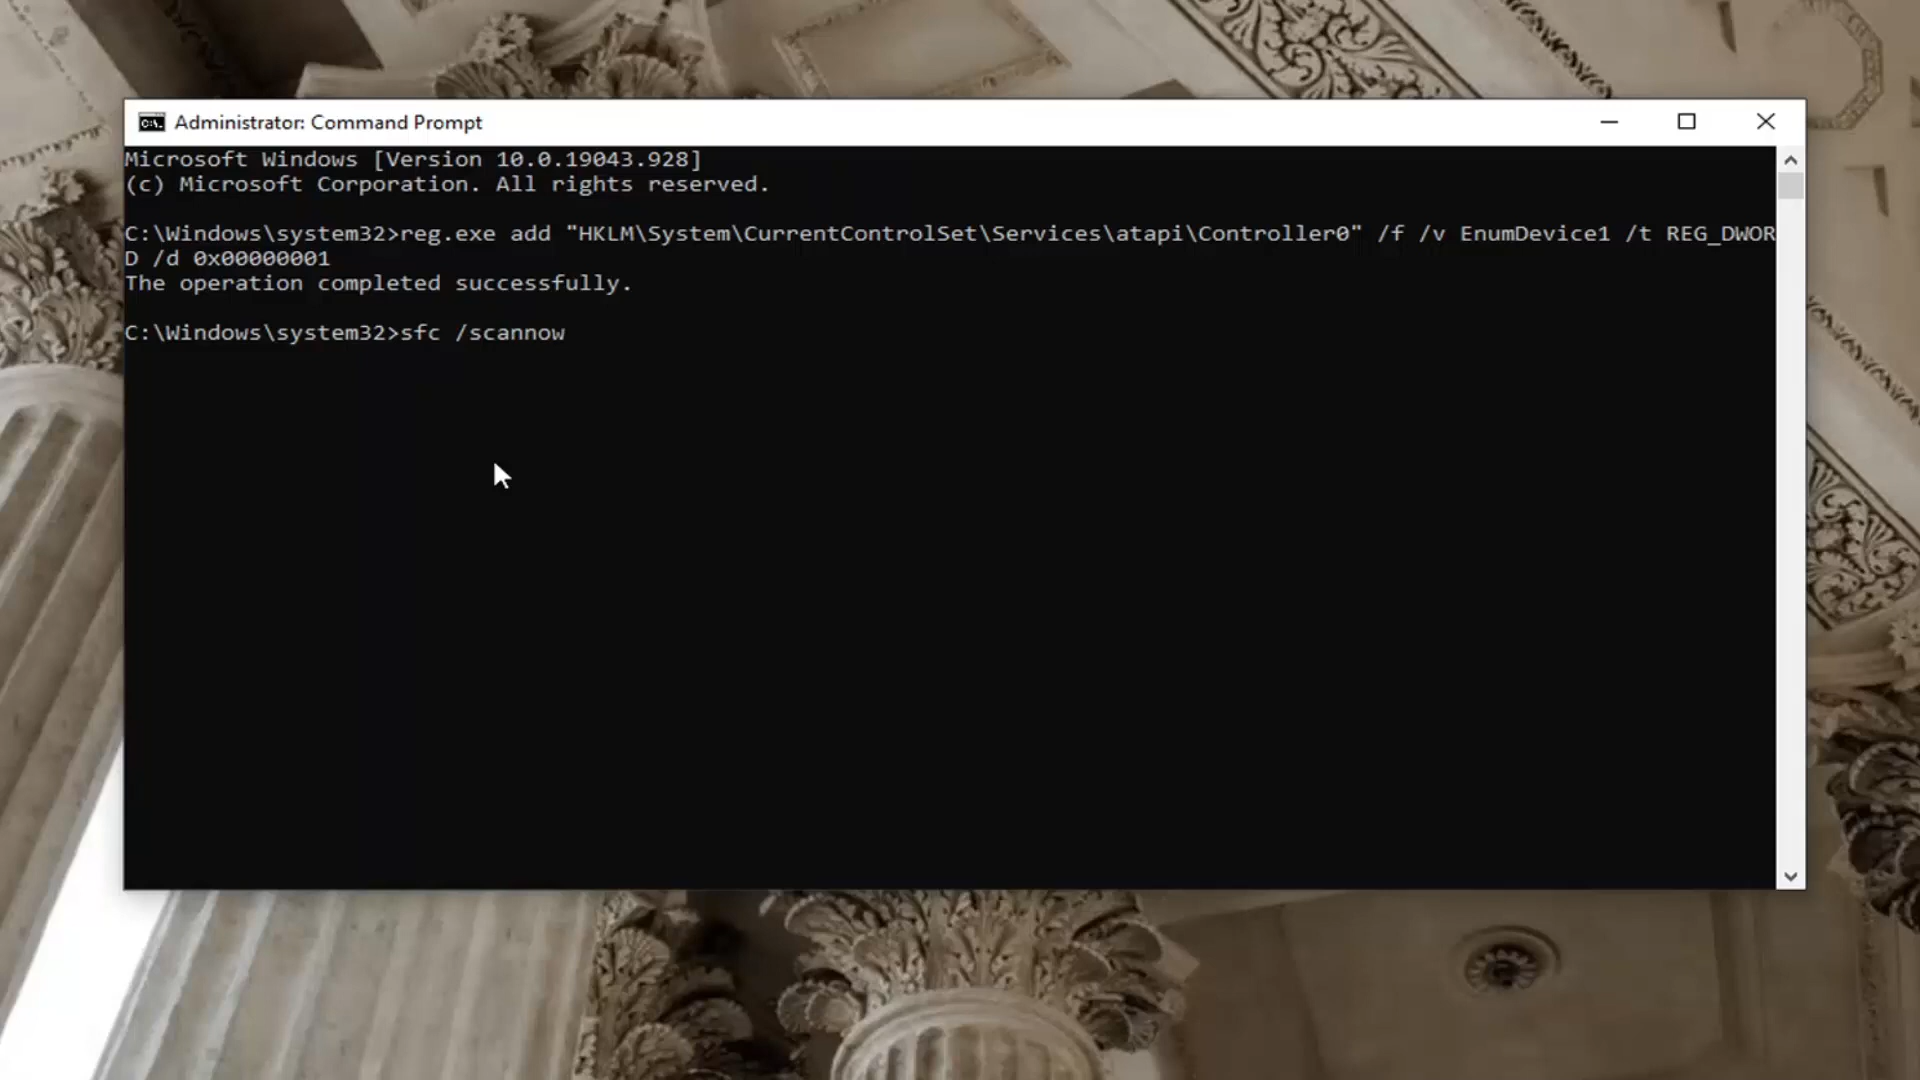 Administrator: Command Prompt
Microsoft Windows [Version 10.0.19043.928]
(c) Microsoft Corporation. All rights reserved.
C:\Windows\system32>reg.exe add "HKLM\System\CurrentControlSet\Services\atapi\Controller0" /f /v EnumDevice1 /t REG_DWOR
D /d 0x00000001
The operation completed successfully.
C:\Windows\system32>sfc /scannow